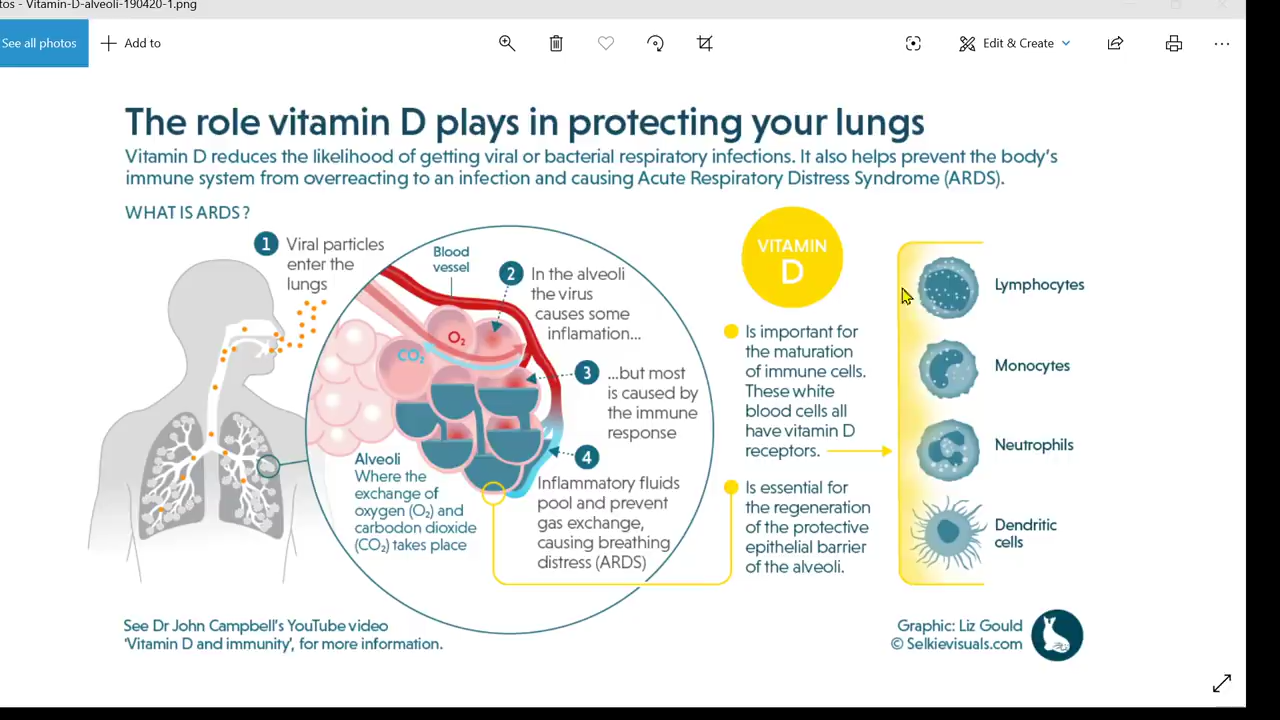 tos - Vitamin-D-alveoli-190420-1.png
See all photos
Add to
Edit & Create
The role vitamin D plays in protecting your lungs
Vitamin D reduces the likelihood of getting viral or bacterial respiratory infections. It also helps prevent the body's
immune system from overreacting to an infection and causing Acute Respiratory Distress Syndrome (ARDS).
WHAT IS ARDS?
1
Viral particles
enter the
lungs
Blood
vessel
2
In the alveoli
the virus
causes some
inflamation...
O₂
CO₂
3
...but most
is caused by
the immune
response
4
Inflammatory fluids
pool and prevent
gas exchange,
causing breathing
distress (ARDS)
Alveoli
Where the
exchange of
oxygen (O₂) and
carbodon dioxide
(CO₂) takes place
VITAMIN
D
Is important for
the maturation
of immune cells.
These white
blood cells all
have vitamin D
receptors.
Is essential for
the regeneration
of the protective
epithelial barrier
of the alveoli.
Lymphocytes
Monocytes
Neutrophils
Dendritic
cells
See Dr John Campbell's YouTube video
'Vitamin D and immunity', for more information.
Graphic: Liz Gould
© Selkievisuals.com